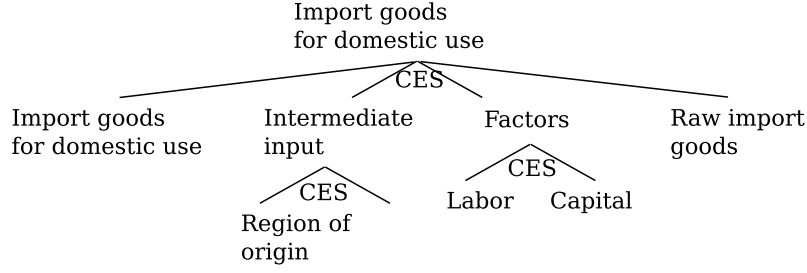 Import goods
for domestic use
CES
Import goods
for domestic use
Intermediate
input
Factors
Raw import
goods
CES
CES
Labor
Capital
Region of
origin